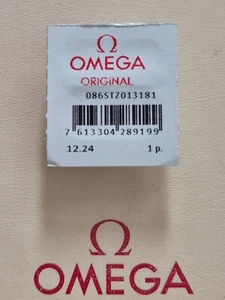 Ω
OMEGA
ORIGINAL
086STZ013181
7 613304 289199
12.24 1 p.
Ω
OMEGA